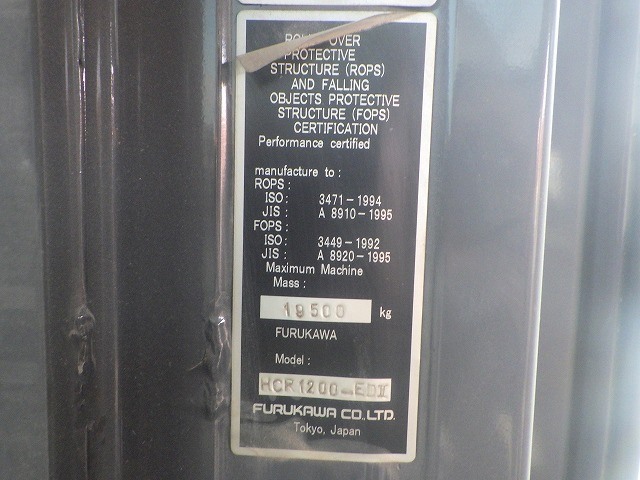 ROLL OVER
PROTECTIVE
STRUCTURE (ROPS)
AND FALLING
OBJECTS PROTECTIVE
STRUCTURE (FOPS)
CERTIFICATION
Performance certified
manufacture to :
ROPS :
ISO : 3471-1994
JIS : A 8910-1995
FOPS :
ISO : 3449-1992
JIS : A 8920-1995
Maximum Machine
Mass :
19500 kg
FURUKAWA
Model :
HCR1200-EDII
FURUKAWA CO.,LTD.
Tokyo, Japan